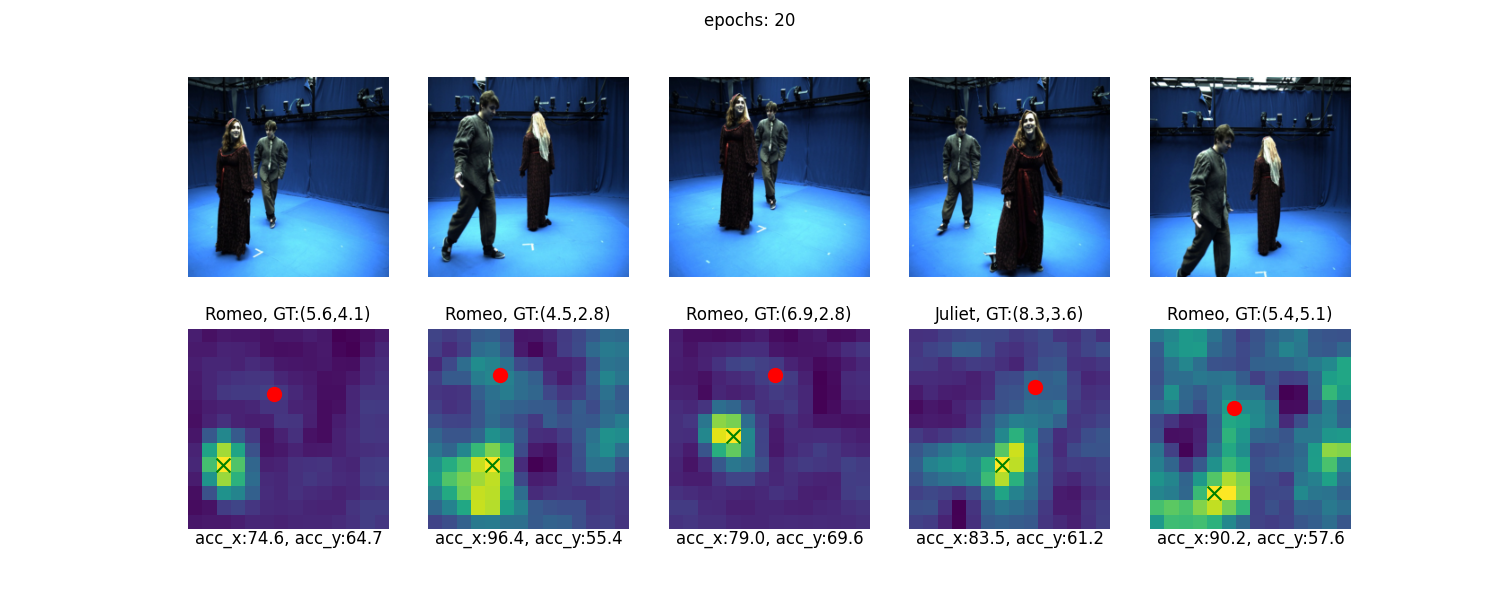 epochs: 20
Romeo, GT:(5.6,4.1)
Romeo, GT:(4.5,2.8)
Romeo, GT:(6.9,2.8)
Juliet, GT:(8.3,3.6)
Romeo, GT:(5.4,5.1)
acc_x:74.6, acc_y:64.7
acc_x:96.4, acc_y:55.4
acc_x:79.0, acc_y:69.6
acc_x:83.5, acc_y:61.2
acc_x:90.2, acc_y:57.6